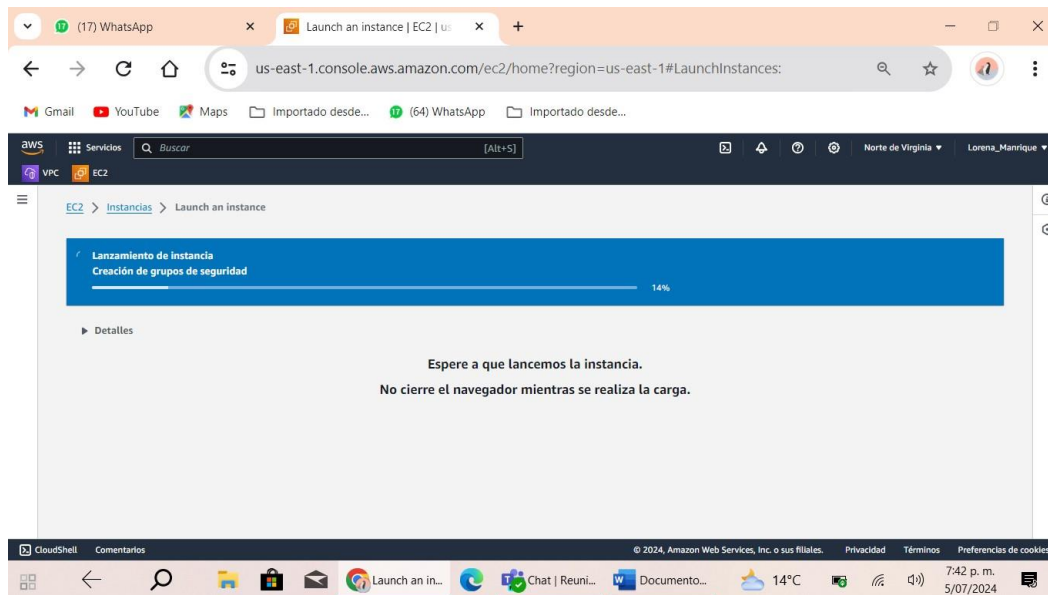 (17) WhatsApp
Launch an instance | EC2 | us
us-east-1.console.aws.amazon.com/ec2/home?region=us-east-1#LaunchInstances:
Gmail YouTube Maps Importado desde... (64) WhatsApp Importado desde...
aws Servicios Buscar [Alt+S] Norte de Virginia Lorena_Manrique
VPC EC2
EC2 > Instancias > Launch an instance
Lanzamiento de instancia
Creación de grupos de seguridad
14%
Detalles
Espere a que lancemos la instancia.
No cierre el navegador mientras se realiza la carga.
CloudShell Comentarios © 2024, Amazon Web Services, Inc. o sus filiales. Privacidad Términos Preferencias de cookies
Launch an in... Chat | Reuni... Documento... 14°C 7:42 p. m.
5/07/2024